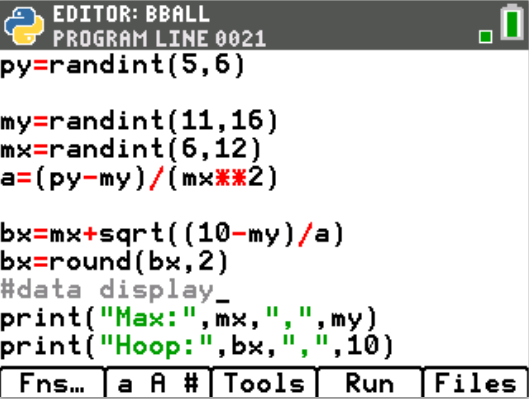 EDITOR: BBALL
PROGRAM LINE 0021
py=randint(5,6)
my=randint(11,16)
mx=randint(6,12)
a=(py-my)/(mx**2)
bx=mx+sqrt((10-my)/a)
bx=round(bx,2)
#data display_
print("Max:",mx,",",my)
print("Hoop:",bx,",",10)
Fns… a A # Tools Run Files